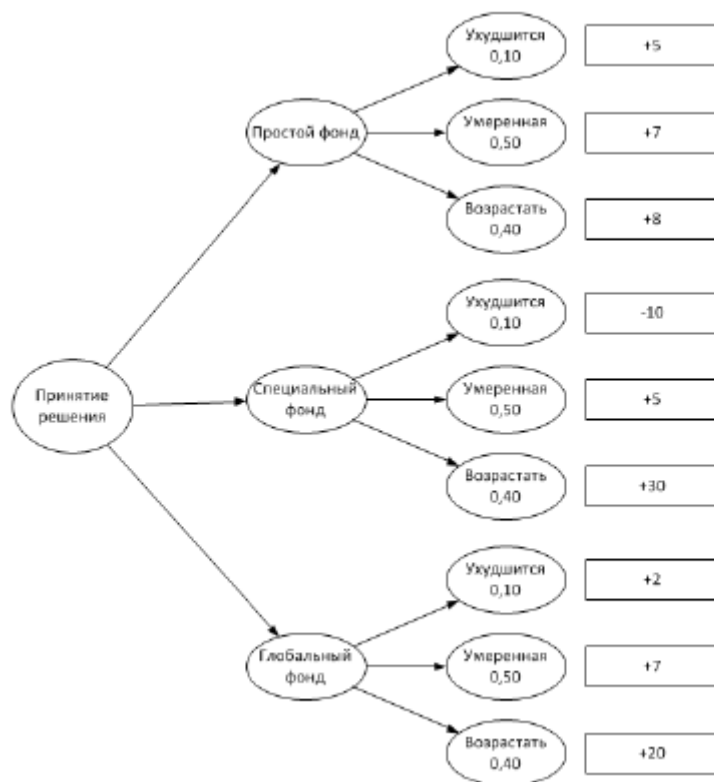 Ухудшится
0,10
+5
Простой фонд
Умеренная
0,50
+7
Возрастать
0,40
+8
Ухудшится
0,10
-10
Принятие
решения
Специальный
фонд
Умеренная
0,50
+5
Возрастать
0,40
+30
Ухудшится
0,10
+2
Глобальный
фонд
Умеренная
0,50
+7
Возрастать
0,40
+20